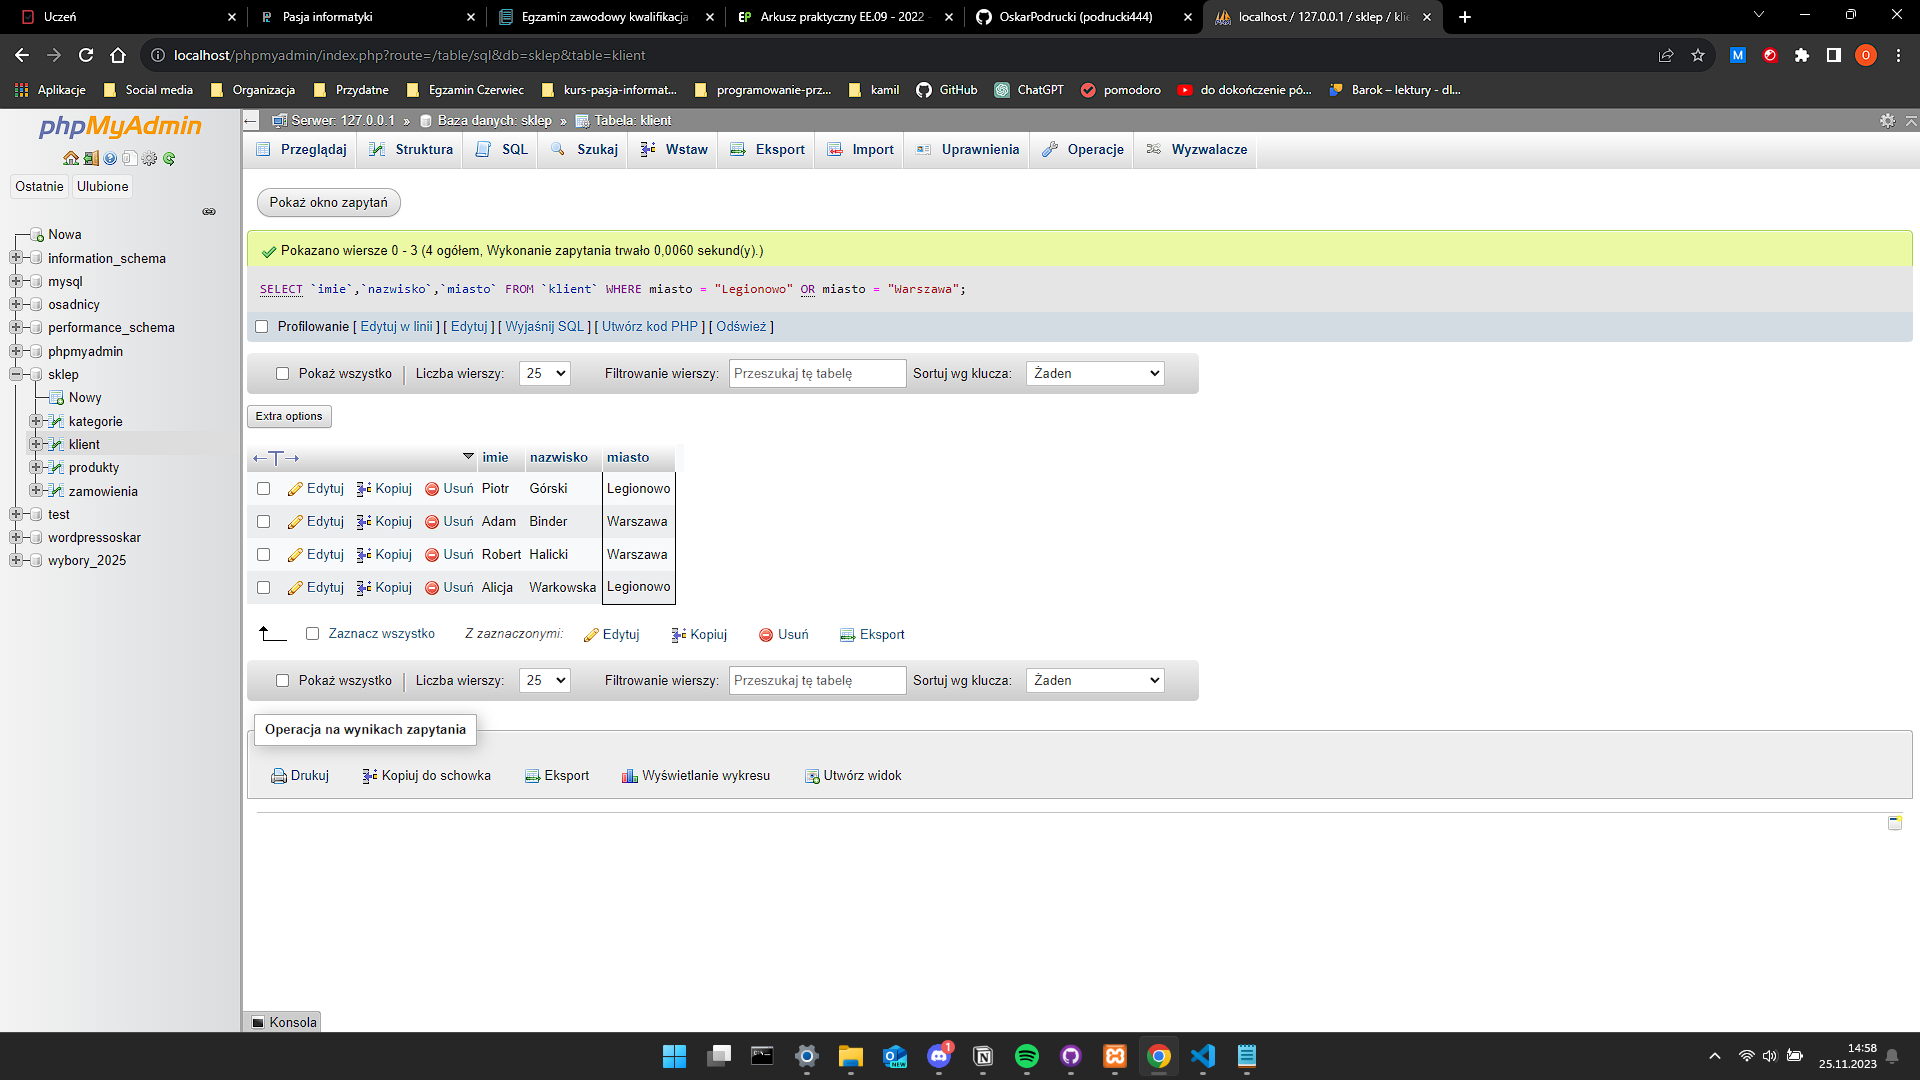 Uczeń
Pasja informatyki
Egzamin zawodowy kwalifikacja
Arkusz praktyczny EE.09 - 2022 -
OskarPodrucki (podrucki444)
localhost / 127.0.0.1 / sklep / klie
localhost/phpmyadmin/index.php?route=/table/sql&db=sklep&table=klient
Aplikacje
Social media
Organizacja
Przydatne
Egzamin Czerwiec
kurs-pasja-informat...
programowanie-prz...
kamil
GitHub
ChatGPT
pomodoro
do dokończenie pó...
Barok – lektury - dl...
phpMyAdmin
Ostatnie Ulubione
Nowa
information_schema
mysql
osadnicy
performance_schema
phpmyadmin
sklep
Nowy
kategorie
klient
produkty
zamowienia
test
wordpressoskar
wybory_2025
Serwer: 127.0.0.1 » Baza danych: sklep » Tabela: klient
Przeglądaj Struktura SQL Szukaj Wstaw Eksport Import Uprawnienia Operacje Wyzwalacze
Pokaż okno zapytań
Pokazano wiersze 0 - 3 (4 ogółem, Wykonanie zapytania trwało 0,0060 sekund(y).)
SELECT `imie`,`nazwisko`,`miasto` FROM `klient` WHERE miasto = "Legionowo" OR miasto = "Warszawa";
Profilowanie [ Edytuj w linii ] [ Edytuj ] [ Wyjaśnij SQL ] [ Utwórz kod PHP ] [ Odśwież ]
Pokaż wszystko Liczba wierszy: 25 Filtrowanie wierszy: Przeszukaj tę tabelę Sortuj wg klucza: Żaden
Extra options
imie nazwisko miasto
Edytuj Kopiuj Usuń Piotr Górski Legionowo
Edytuj Kopiuj Usuń Adam Binder Warszawa
Edytuj Kopiuj Usuń Robert Halicki Warszawa
Edytuj Kopiuj Usuń Alicja Warkowska Legionowo
Zaznacz wszystko Z zaznaczonymi: Edytuj Kopiuj Usuń Eksport
Pokaż wszystko Liczba wierszy: 25 Filtrowanie wierszy: Przeszukaj tę tabelę Sortuj wg klucza: Żaden
Operacja na wynikach zapytania
Drukuj Kopiuj do schowka Eksport Wyświetlanie wykresu Utwórz widok
Konsola
14:58
25.11.2023